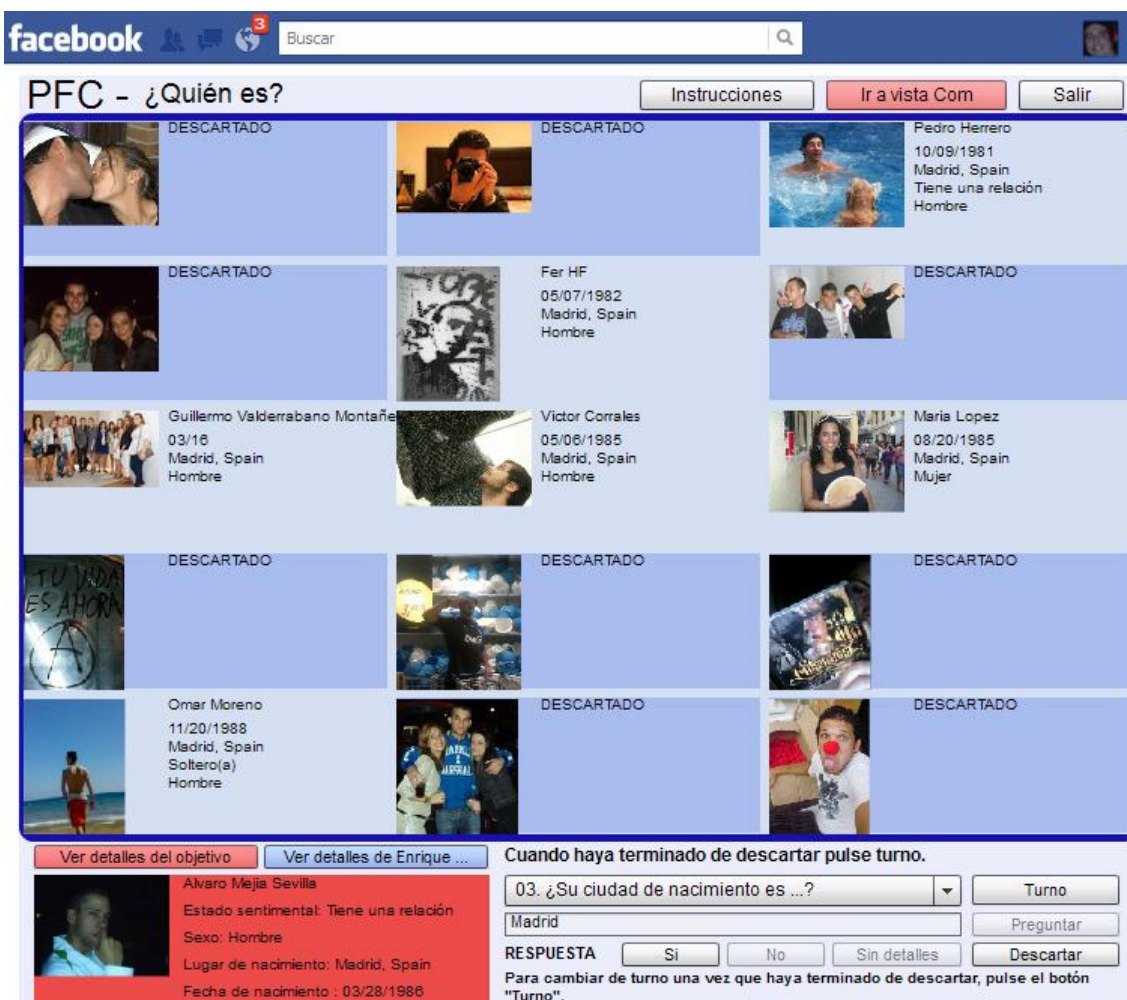 facebook
3
Buscar
PFC - ¿Quién es?
Instrucciones
Ir a vista Com
Salir
DESCARTADO
DESCARTADO
Pedro Herrero
10/09/1981
Madrid, Spain
Tiene una relación
Hombre
DESCARTADO
Fer HF
05/07/1982
Madrid, Spain
Hombre
DESCARTADO
Guillermo Valderrabano Montañe
03/16
Madrid, Spain
Hombre
Victor Corrales
05/06/1985
Madrid, Spain
Hombre
Maria Lopez
08/20/1985
Madrid, Spain
Mujer
TU VIDA
ES AHORA
A
DESCARTADO
DESCARTADO
DESCARTADO
Omar Moreno
11/20/1988
Madrid, Spain
Soltero(a)
Hombre
DESCARTADO
DESCARTADO
Ver detalles del objetivo
Ver detalles de Enrique ...
Alvaro Mejia Sevilla
Estado sentimental: Tiene una relación
Sexo: Hombre
Lugar de nacimiento: Madrid, Spain
Fecha de nacimiento : 03/28/1986
Cuando haya terminado de descartar pulse turno.
03. ¿Su ciudad de nacimiento es ...?
Turno
Madrid
Preguntar
RESPUESTA
Si
No
Sin detalles
Descartar
Para cambiar de turno una vez que haya terminado de descartar, pulse el botón
"Turno".